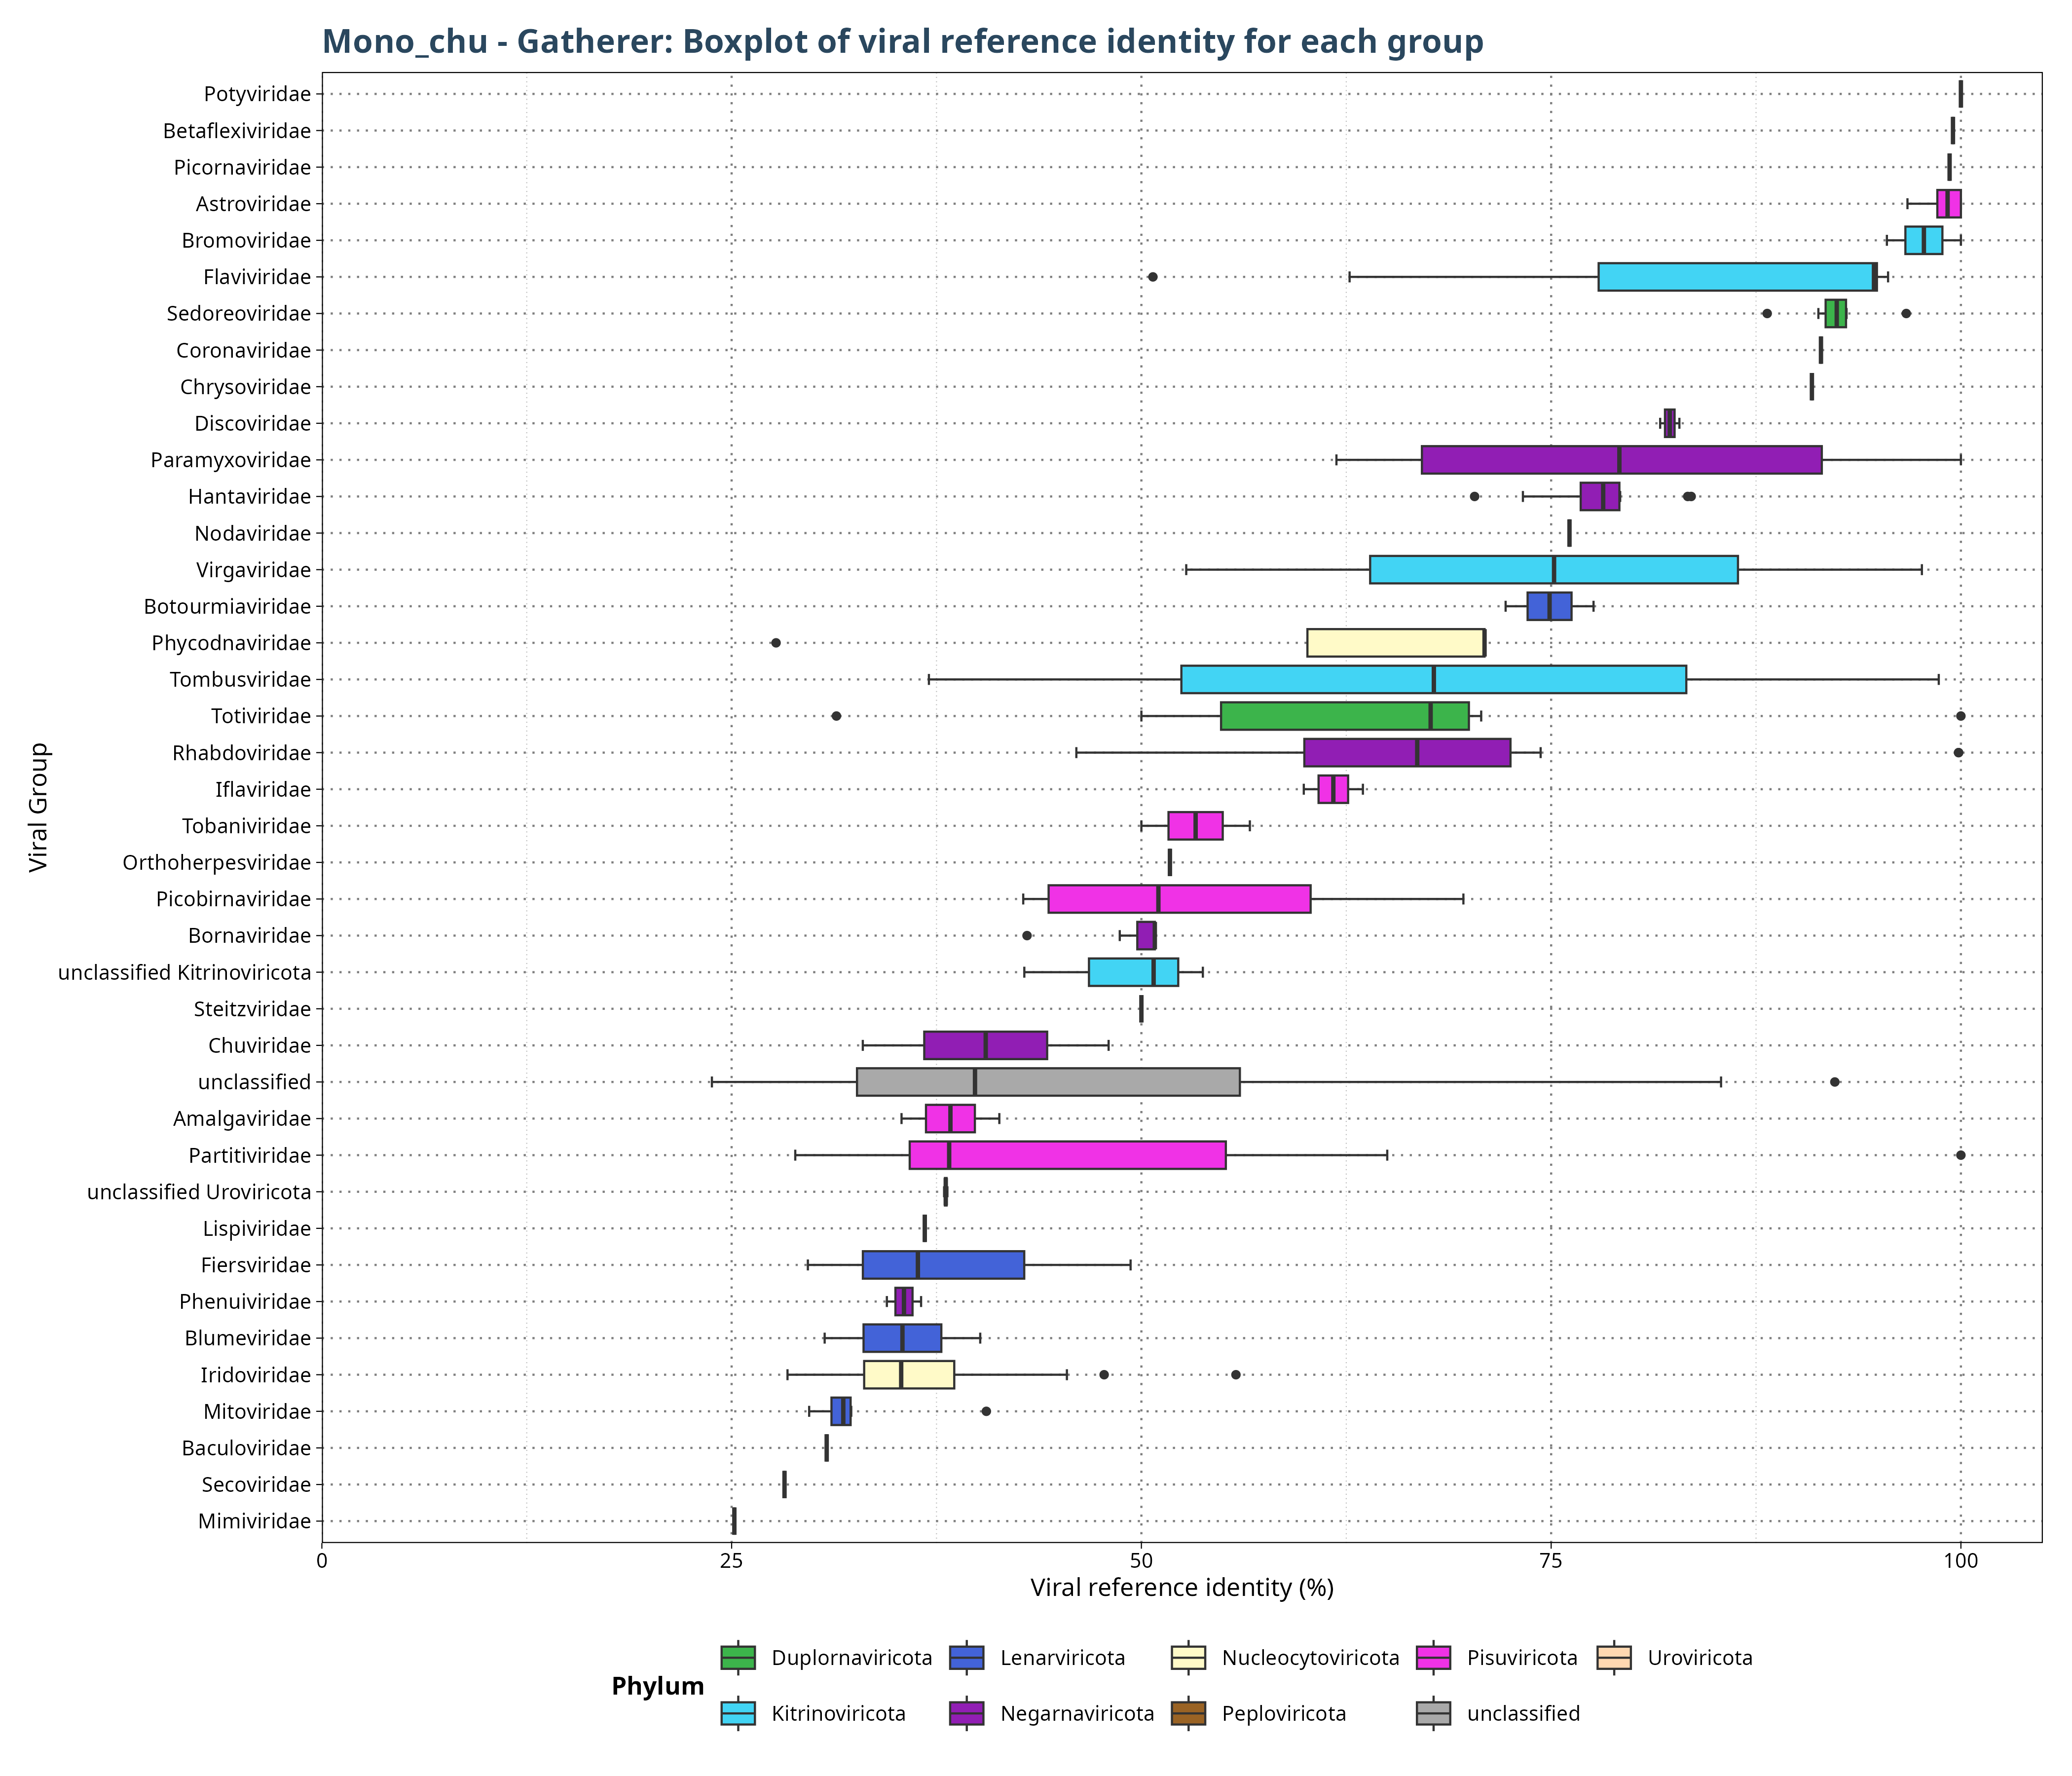 Mono_chu - Gatherer: Boxplot of viral reference identity for each group
Viral Group
Potyviridae
Betaflexiviridae
Picornaviridae
Astroviridae
Bromoviridae
Flaviviridae
Sedoreoviridae
Coronaviridae
Chrysoviridae
Discoviridae
Paramyxoviridae
Hantaviridae
Nodaviridae
Virgaviridae
Botourmiaviridae
Phycodnaviridae
Tombusviridae
Totiviridae
Rhabdoviridae
Iflaviridae
Tobaniviridae
Orthoherpesviridae
Picobirnaviridae
Bornaviridae
unclassified Kitrinoviricota
Steitzviridae
Chuviridae
unclassified
Amalgaviridae
Partitiviridae
unclassified Uroviricota
Lispiviridae
Fiersviridae
Phenuiviridae
Blumeviridae
Iridoviridae
Mitoviridae
Baculoviridae
Secoviridae
Mimiviridae
0 25 50 75 100
Viral reference identity (%)
Phylum
Duplornaviricota Lenarviricota Nucleocytoviricota Pisuviricota Uroviricota
Kitrinoviricota Negarnaviricota Peploviricota unclassified